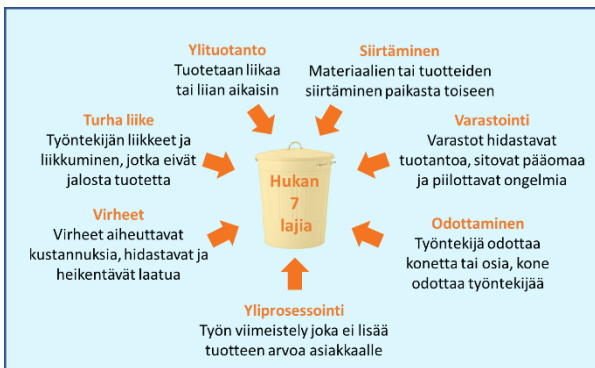 Ylituotanto
Tuotetaan liikaa
tai liian aikaisin
Siirtäminen
Materiaalien tai tuotteiden
siirtäminen paikasta toiseen
Turha liike
Työntekijän liikkeet ja
liikkuminen, jotka eivät
jalosta tuotetta
Varastointi
Varastot hidastavat
tuotantoa, sitovat pääomaa
ja piilottavat ongelmia
Hukan
7
lajia
Virheet
Virheet aiheuttavat
kustannuksia, hidastavat ja
heikentävät laatua
Odottaminen
Työntekijä odottaa
konetta tai osia, kone
odottaa työntekijää
Yliprosessointi
Työn viimeistely joka ei lisää
tuotteen arvoa asiakkaalle